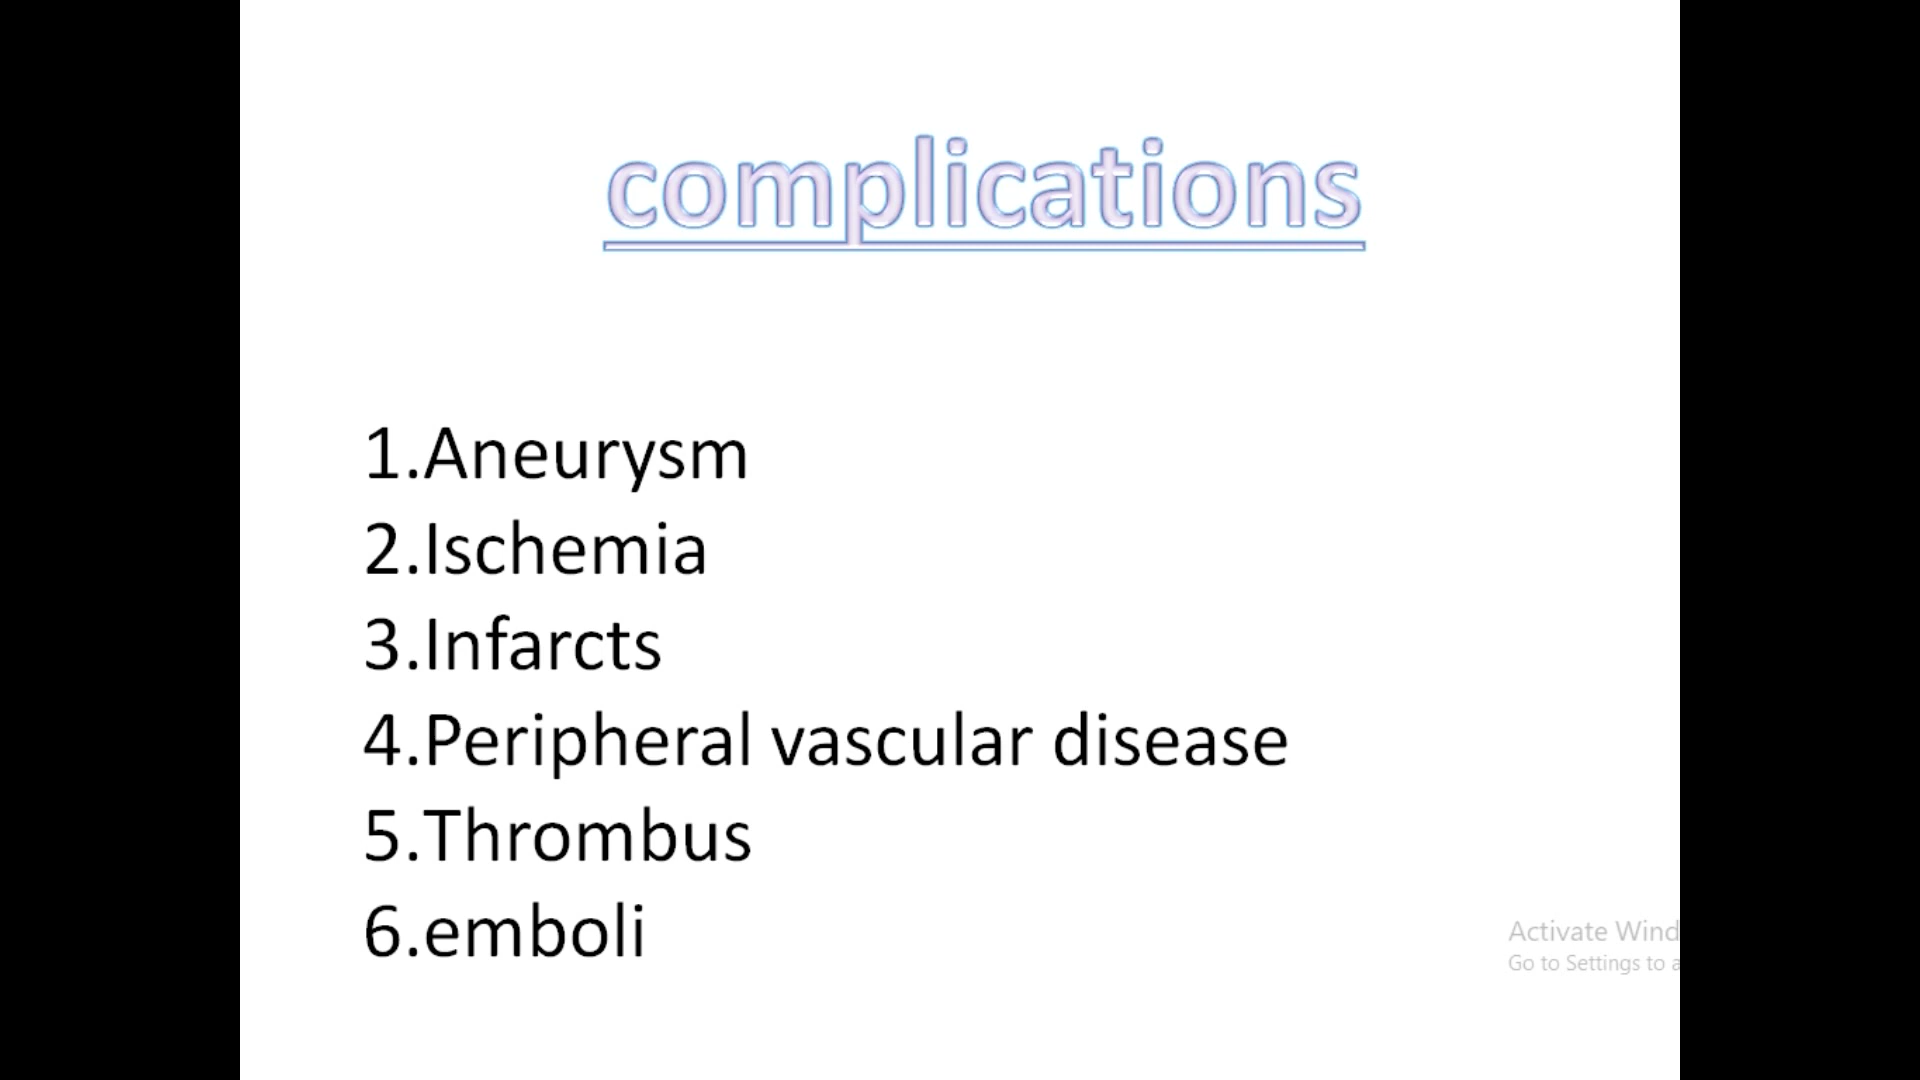 complications
1.Aneurysm
2.Ischemia
3.Infarcts
4.Peripheral vascular disease
5.Thrombus
6.emboli
Activate Wind
Go to Settings to a